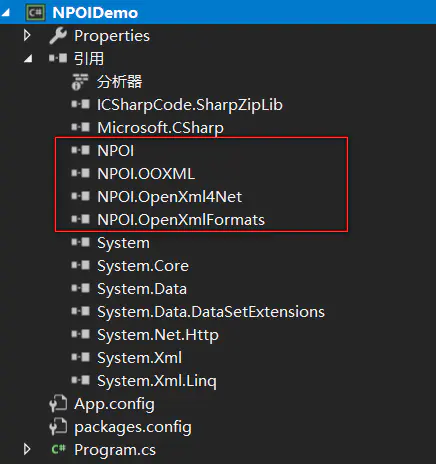 C# NPOIDemo
Properties
引用
分析器
ICSharpCode.SharpZipLib
Microsoft.CSharp
NPOI
NPOI.OOXML
NPOI.OpenXml4Net
NPOI.OpenXmlFormats
System
System.Core
System.Data
System.Data.DataSetExtensions
System.Net.Http
System.Xml
System.Xml.Linq
App.config
packages.config
C# Program.cs